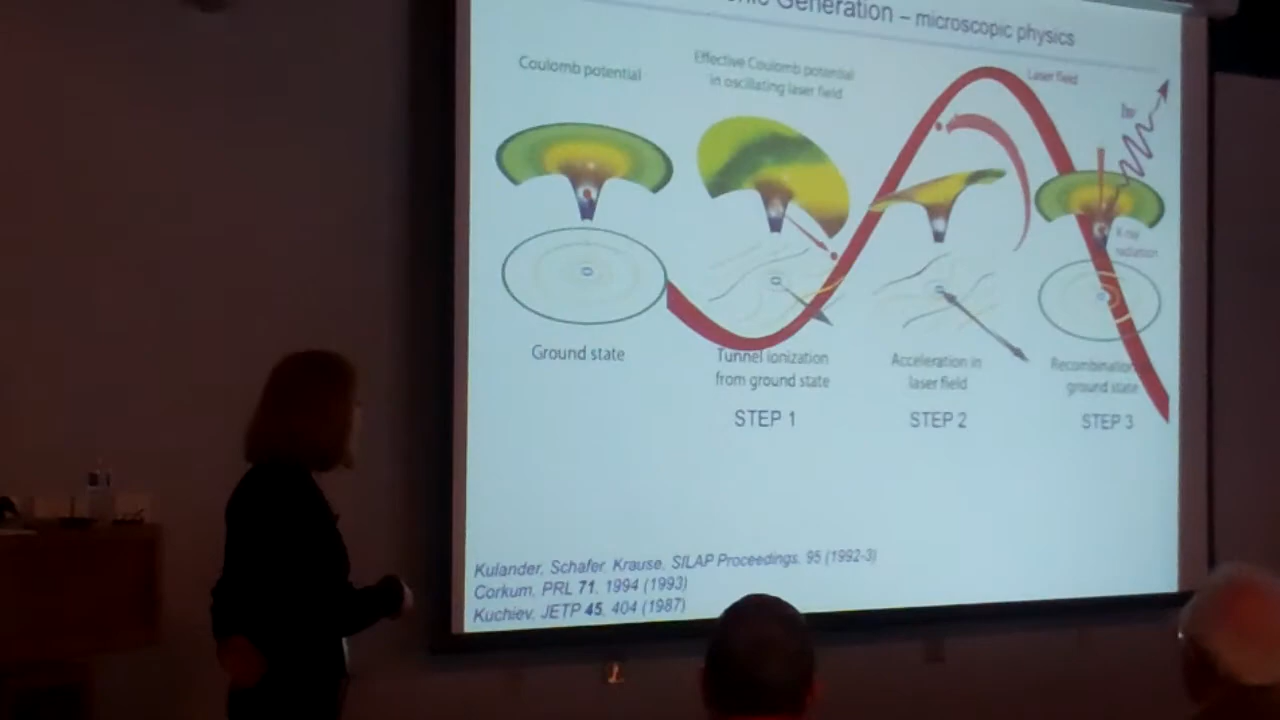 Generation – microscopic physics
Coulomb potential
Effective Coulomb potential
in oscillating laser field
Laser field
hν
X-ray
radiation
Ground state
Tunnel ionization
from ground state
STEP 1
Acceleration in
laser field
STEP 2
Recombination
ground state
STEP 3
Kulander, Schafer, Krause, SILAP Proceedings, 95 (1992-3)
Corkum, PRL 71, 1994 (1993)
Kuchiev, JETP 45, 404 (1987)